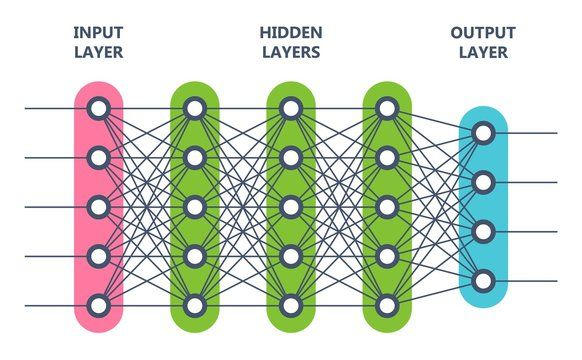 INPUT
LAYER
HIDDEN
LAYERS
OUTPUT
LAYER